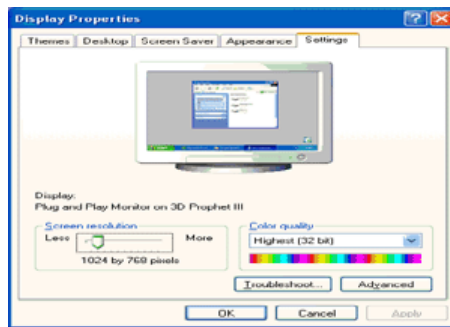 Display Properties
Themes Desktop Screen Saver Appearance Settings
Display:
Plug and Play Monitor on 3D Prophet III
Screen resolution
Less More
1024 by 768 pixels
Color quality
Highest (32 bit)
Troubleshoot... Advanced
OK Cancel Apply